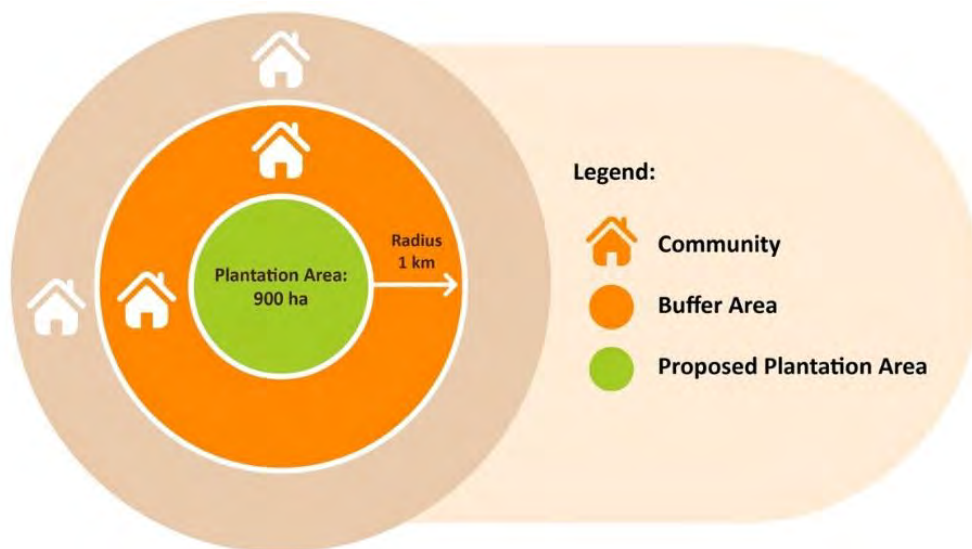 Radius
1 km
Plantation Area:
900 ha
Legend:
Community
Buffer Area
Proposed Plantation Area